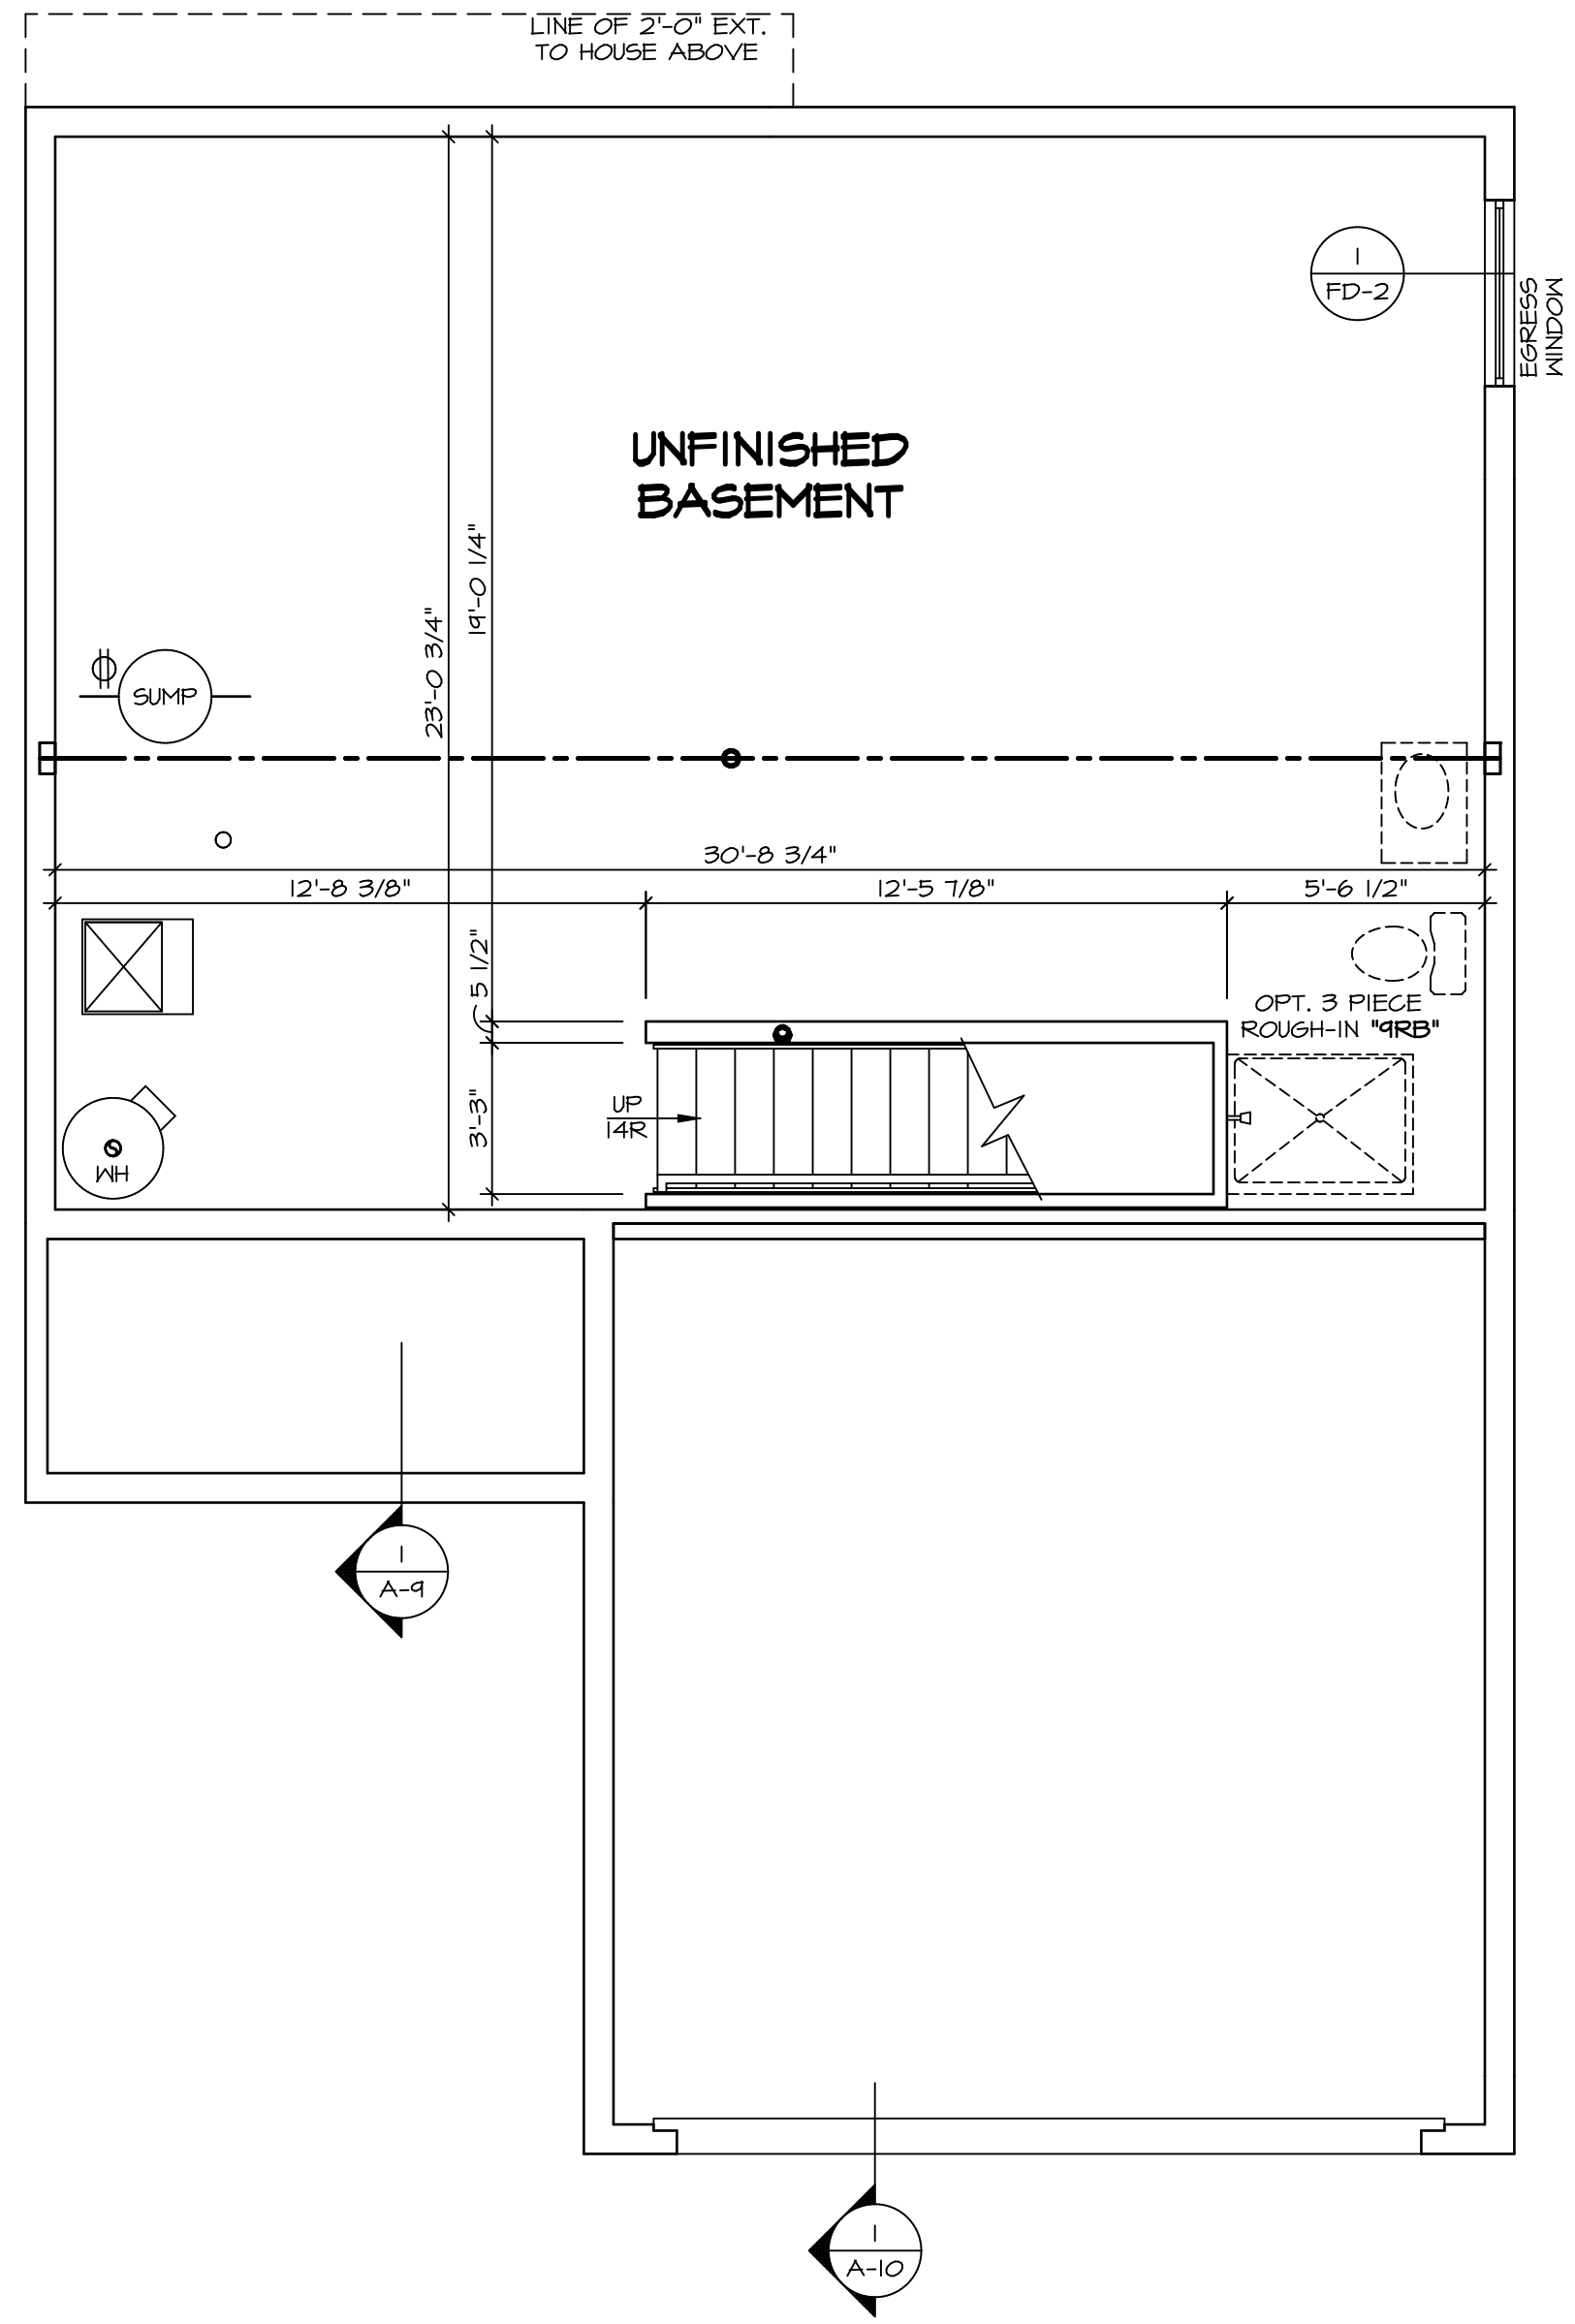 LINE OF 2'-0" EXT.
TO HOUSE ABOVE
1
FD-2
EGRESS
WINDOW
UNFINISHED
BASEMENT
19'-0 1/4"
23'-0 3/4"
SUMP
30'-8 3/4"
12'-8 3/8"
12'-5 7/8"
5'-6 1/2"
5 1/2"
OPT. 3 PIECE
ROUGH-IN "9RB"
3'-3"
UP
14R
WH
1
A-9
1
A-10